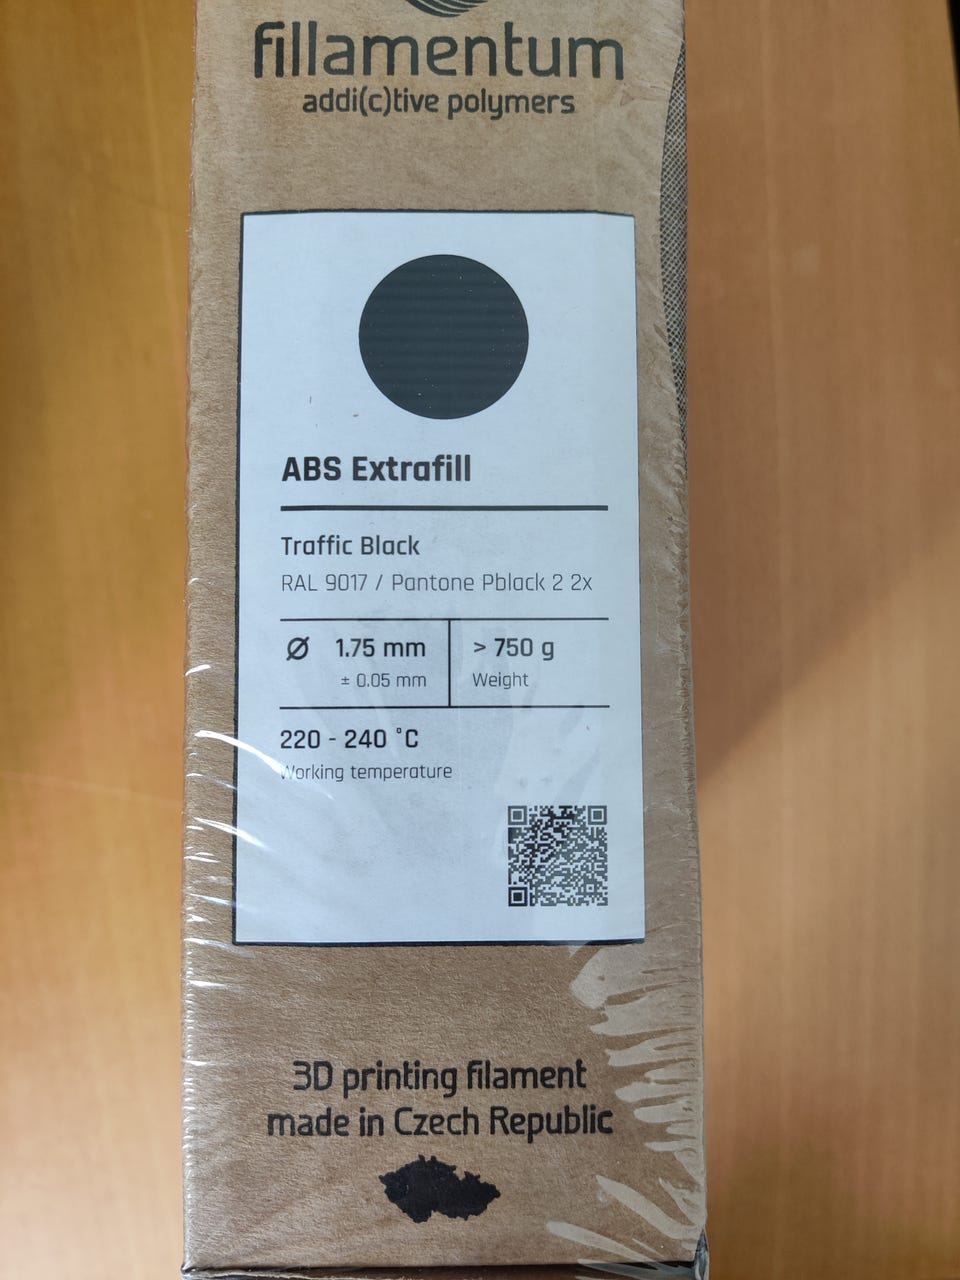 fillamentum
addi(c)tive polymers
ABS Extrafill
Traffic Black
RAL 9017 / Pantone Pblack 2 2x
Ø 1.75 mm > 750 g
± 0.05 mm Weight
220 - 240 °C
Working temperature
3D printing filament
made in Czech Republic